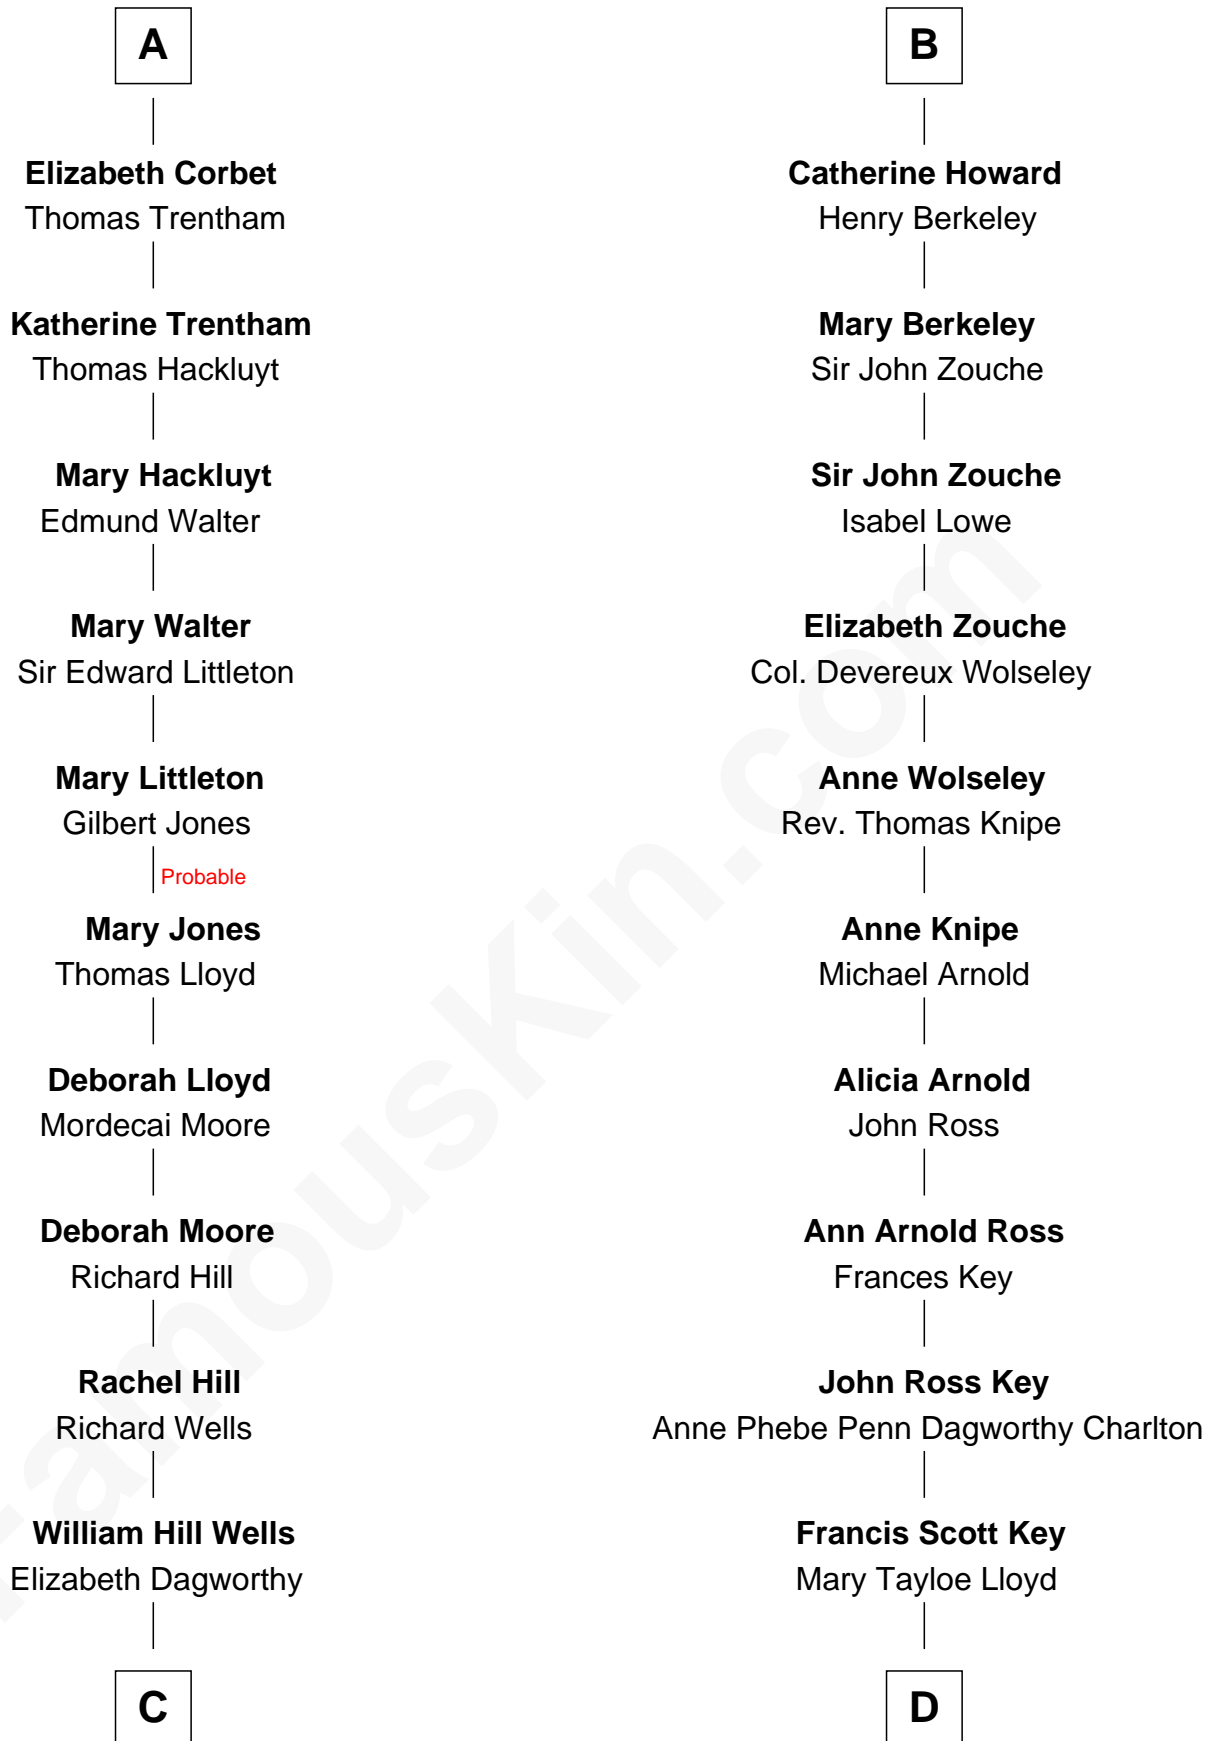 A
Elizabeth Corbet
Thomas Trentham
Katherine Trentham
Thomas Hackluyt
Mary Hackluyt
Edmund Walter
Mary Walter
Sir Edward Littleton
Mary Littleton
Gilbert Jones
Probable
Mary Jones
Thomas Lloyd
Deborah Lloyd
Mordecai Moore
Deborah Moore
Richard Hill
Rachel Hill
Richard Wells
William Hill Wells
Elizabeth Dagworthy
C
B
Catherine Howard
Henry Berkeley
Mary Berkeley
Sir John Zouche
Sir John Zouche
Isabel Lowe
Elizabeth Zouche
Col. Devereux Wolseley
Anne Wolseley
Rev. Thomas Knipe
Anne Knipe
Michael Arnold
Alicia Arnold
John Ross
Ann Arnold Ross
Frances Key
John Ross Key
Anne Phebe Penn Dagworthy Charlton
Francis Scott Key
Mary Tayloe Lloyd
D
FamousKin.com